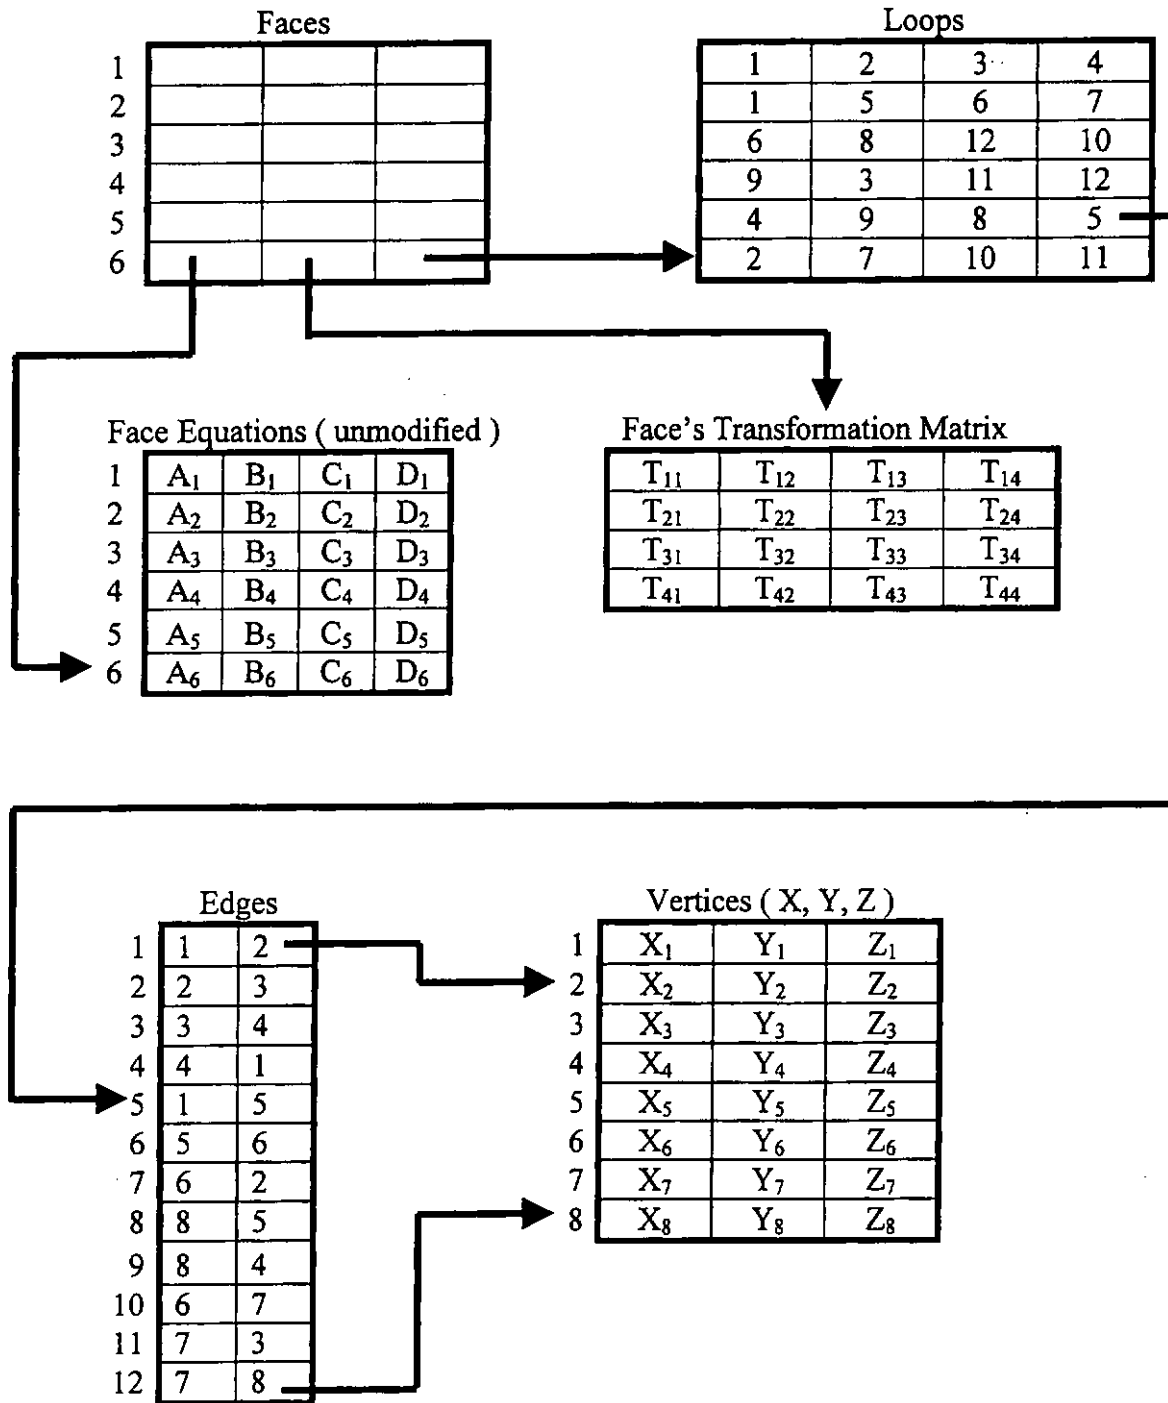 Faces
1
2
3
4
5
6
Loops
1 2 3 4
1 5 6 7
6 8 12 10
9 3 11 12
4 9 8 5
2 7 10 11
Face Equations ( unmodified )
1 A₁ B₁ C₁ D₁
2 A₂ B₂ C₂ D₂
3 A₃ B₃ C₃ D₃
4 A₄ B₄ C₄ D₄
5 A₅ B₅ C₅ D₅
6 A₆ B₆ C₆ D₆
Face's Transformation Matrix
T₁₁ T₁₂ T₁₃ T₁₄
T₂₁ T₂₂ T₂₃ T₂₄
T₃₁ T₃₂ T₃₃ T₃₄
T₄₁ T₄₂ T₄₃ T₄₄
Edges
1 1 2
2 2 3
3 3 4
4 4 1
5 1 5
6 5 6
7 6 2
8 8 5
9 8 4
10 6 7
11 7 3
12 7 8
Vertices ( X, Y, Z )
1 X₁ Y₁ Z₁
2 X₂ Y₂ Z₂
3 X₃ Y₃ Z₃
4 X₄ Y₄ Z₄
5 X₅ Y₅ Z₅
6 X₆ Y₆ Z₆
7 X₇ Y₇ Z₇
8 X₈ Y₈ Z₈